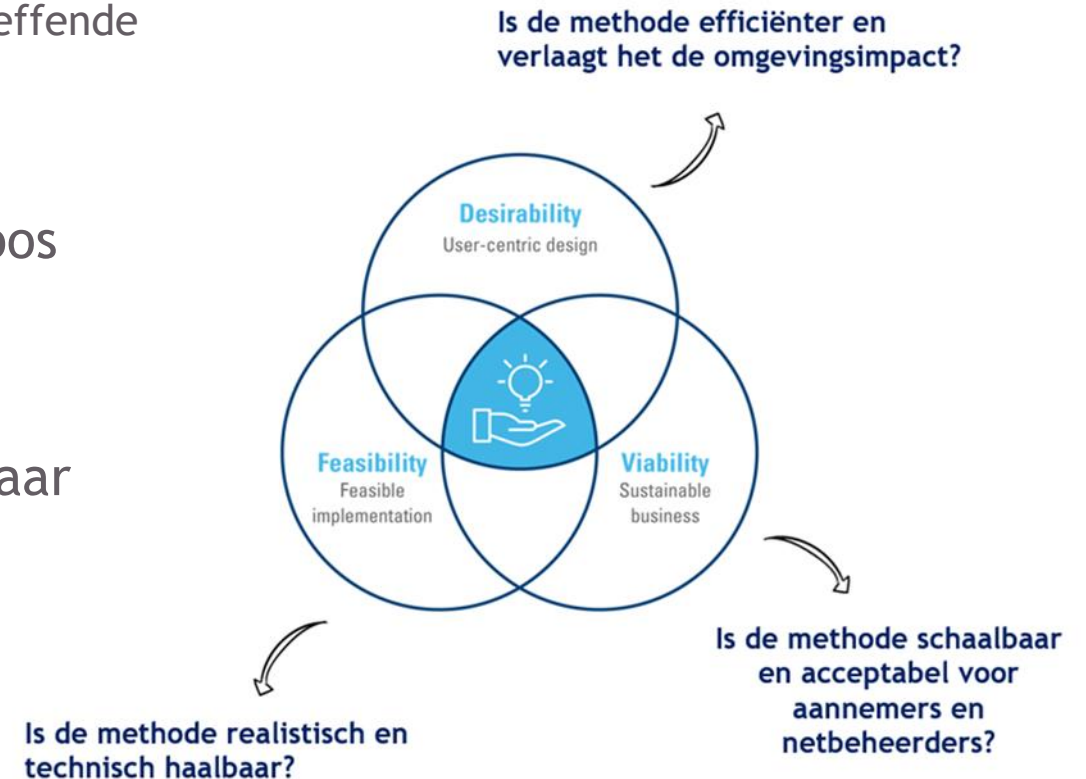 effende
Is de methode efficiënter en
verlaagt het de omgevingsimpact?
Desirability
User-centric design
oos
Feasibility
Feasible
implementation
Viability
Sustainable
business
aar
Is de methode schaalbaar
en acceptabel voor
aannemers en
netbeheerders?
Is de methode realistisch en
technisch haalbaar?